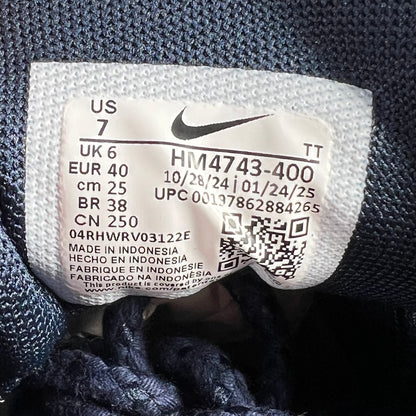 US
7
TT
UK 6
EUR 40
cm 25
BR 38
CN 250
HM4743-400
10/28/24 | 01/24/25
UPC 00197862884265
04RHWRV03122E
MADE IN INDONESIA
HECHO EN INDONESIA
FABRIQUE EN INDONESIE
FABRICADO NA INDONÉSIA